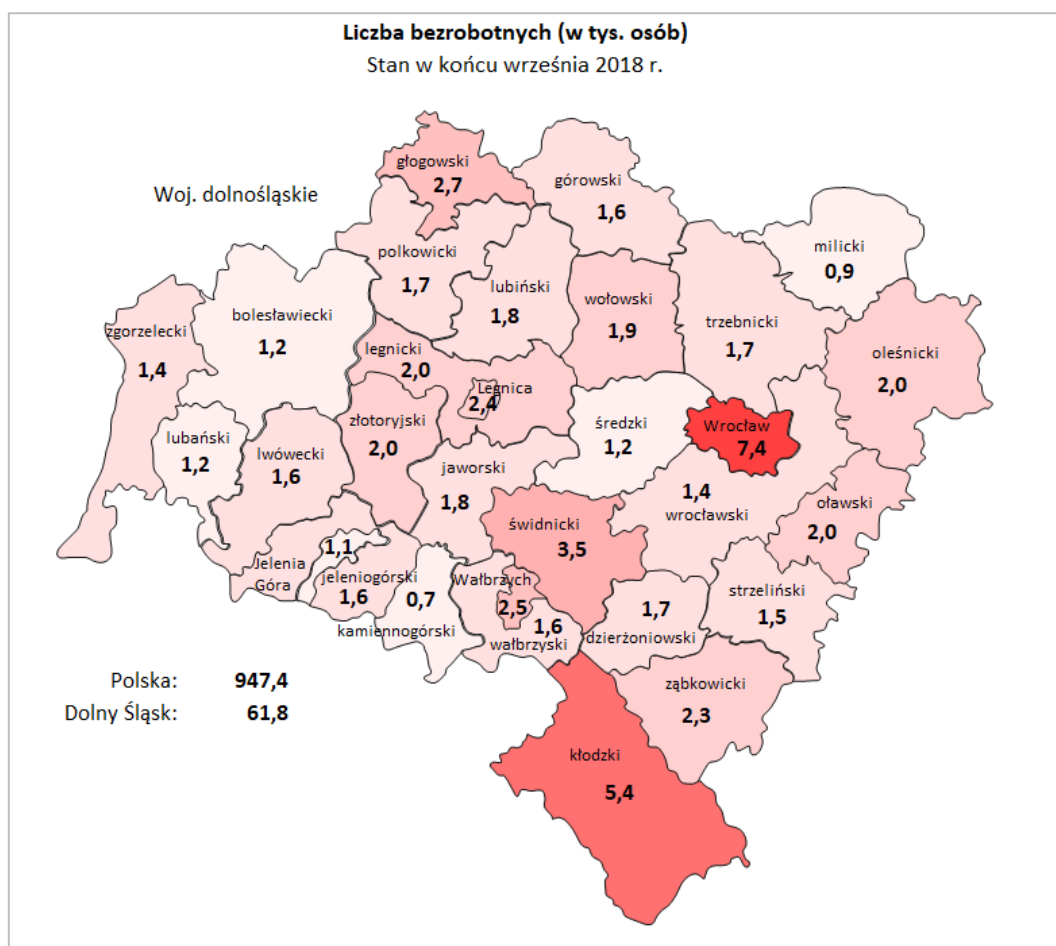 Liczba bezrobotnych (w tys. osób)
Stan w końcu września 2018 r.
Woj. dolnośląskie
głogowski
2,7
górowski
1,6
milicki
0,9
polkowicki
1,7
lubiński
1,8
wołowski
1,9
trzebnicki
1,7
oleśnicki
2,0
zgorzelecki
1,4
bolesławiecki
1,2
legnicki
2,0
Legnica
2,4
złotoryjski
2,0
średzki
1,2
Wrocław
7,4
lubański
1,2
lwówecki
1,6
jaworski
1,8
1,4
wrocławski
oławski
2,0
świdnicki
3,5
1,1
Jelenia
Góra
jeleniogórski
1,6
0,7
kamiennogórski
Wałbrzych
2,5
1,6
wałbrzyski
1,7
dzierżoniowski
strzeliński
1,5
ząbkowicki
2,3
kłodzki
5,4
Polska: 947,4
Dolny Śląsk: 61,8